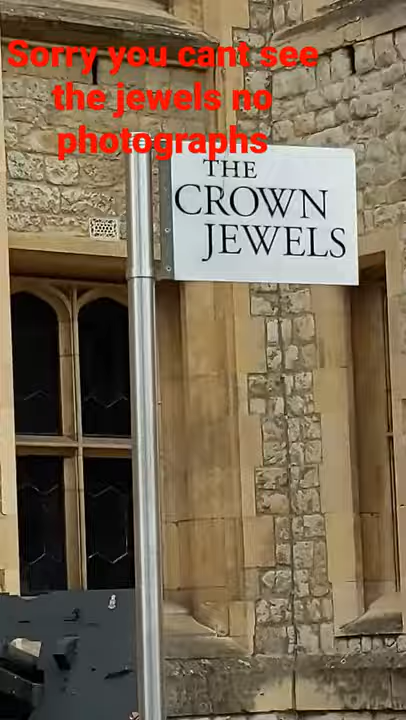 Sorry you cant see
the jewels no
photographs
THE
CROWN
JEWELS